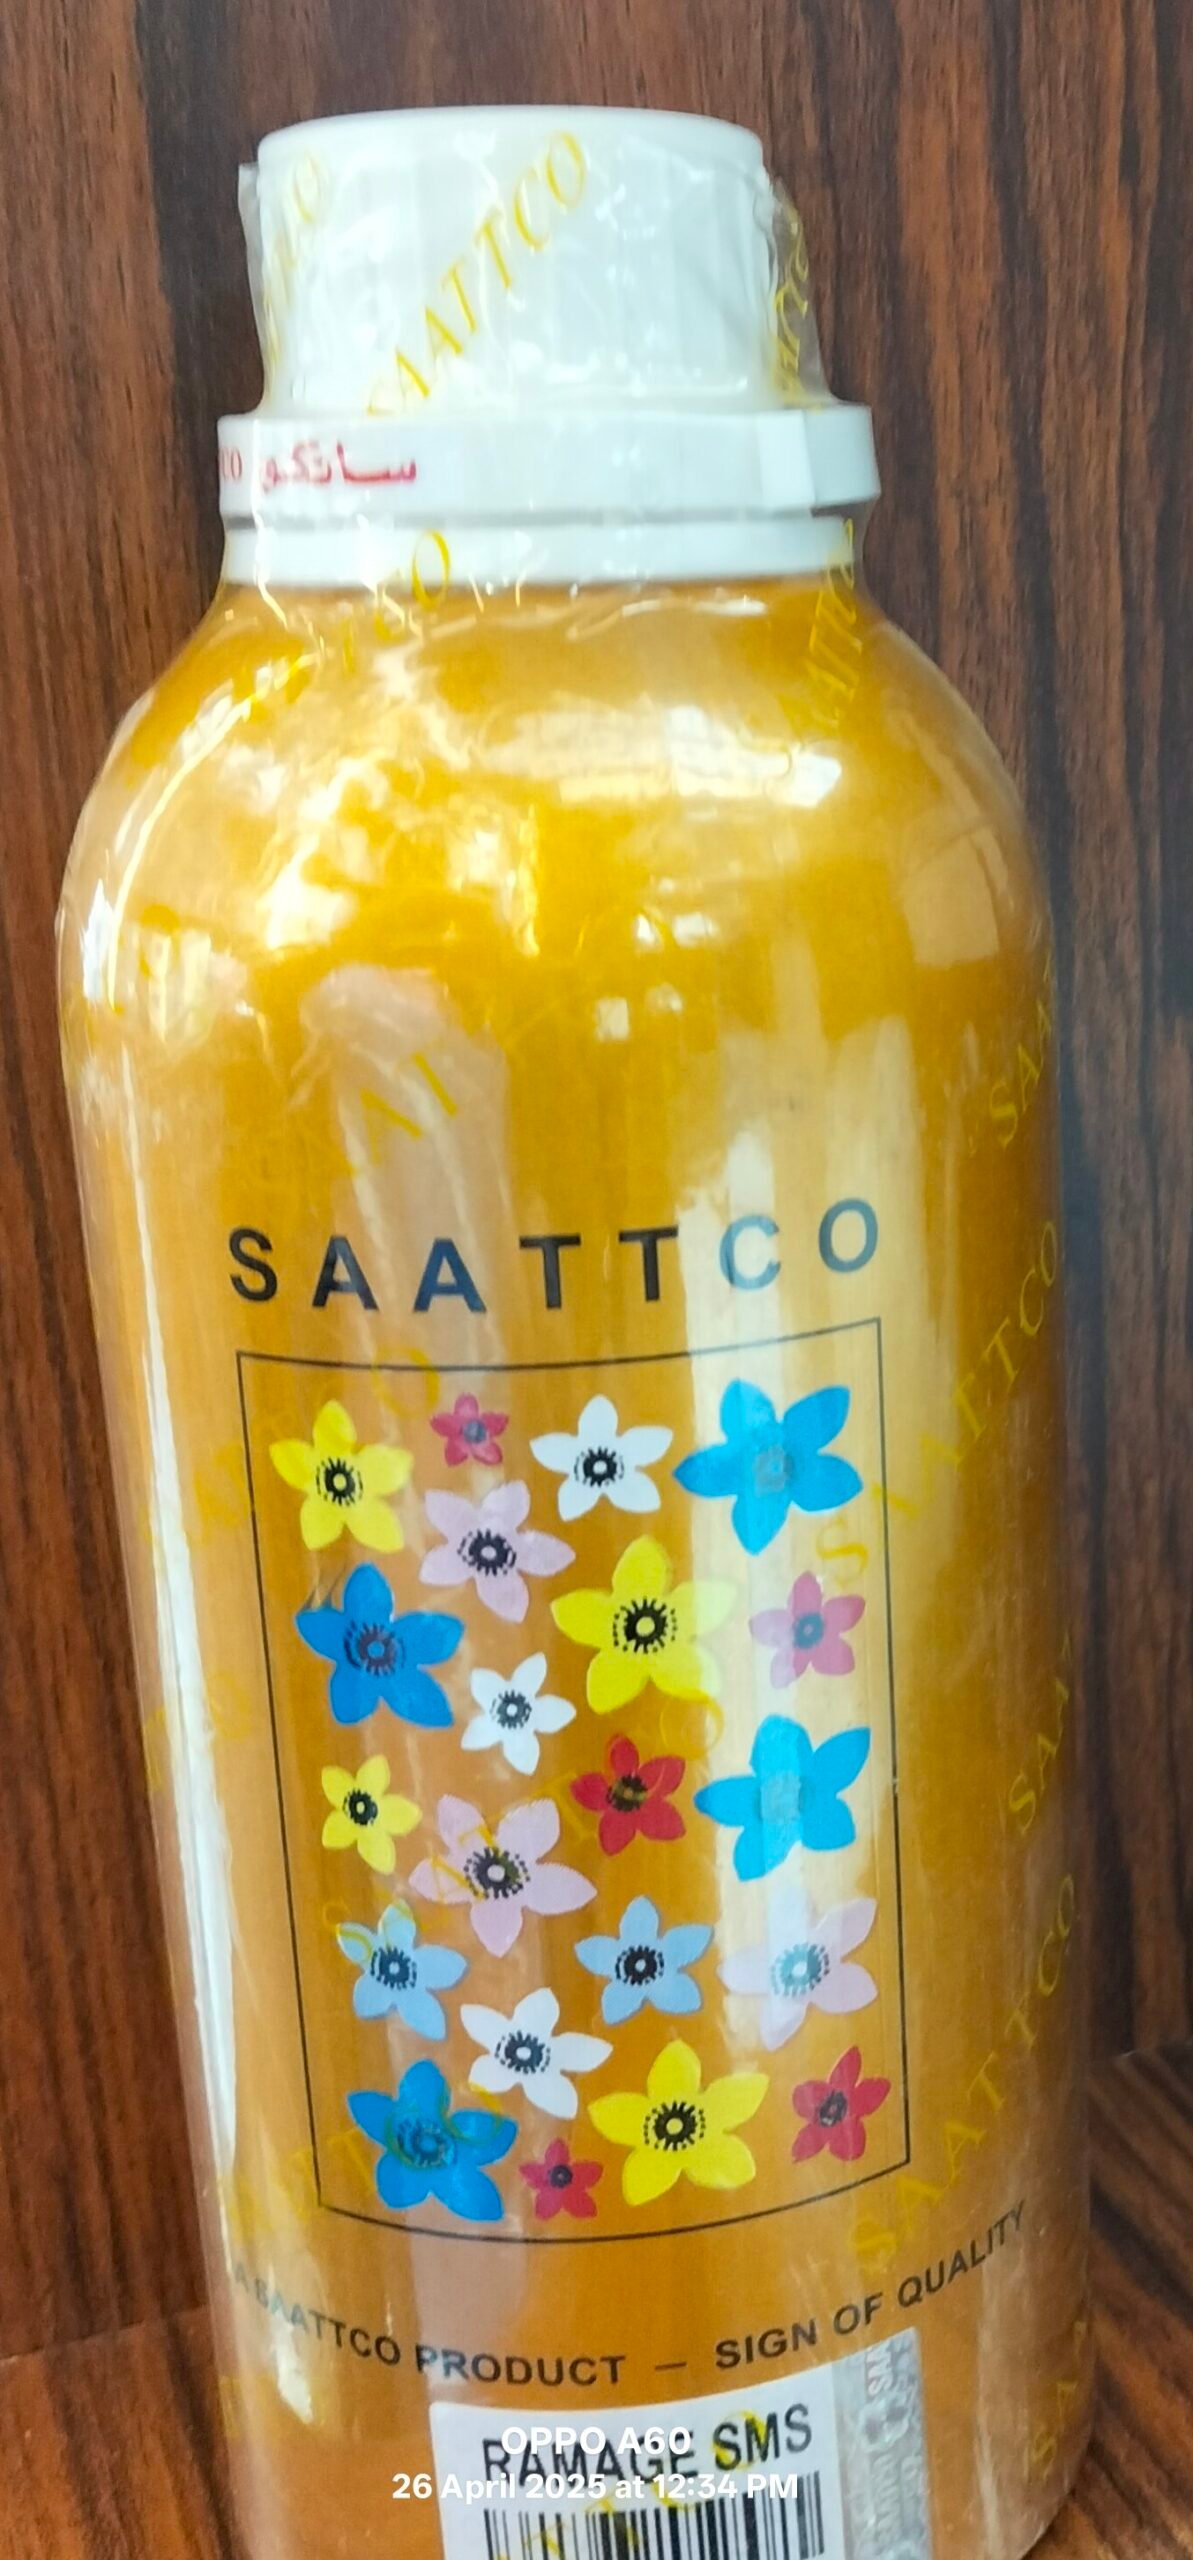 SAATTCO
ساتكو
SAATTCO
A SAATTCO PRODUCT — SIGN OF QUALITY
RAMAGE SMS
OPPO A60
26 April 2025 at 12:34 PM